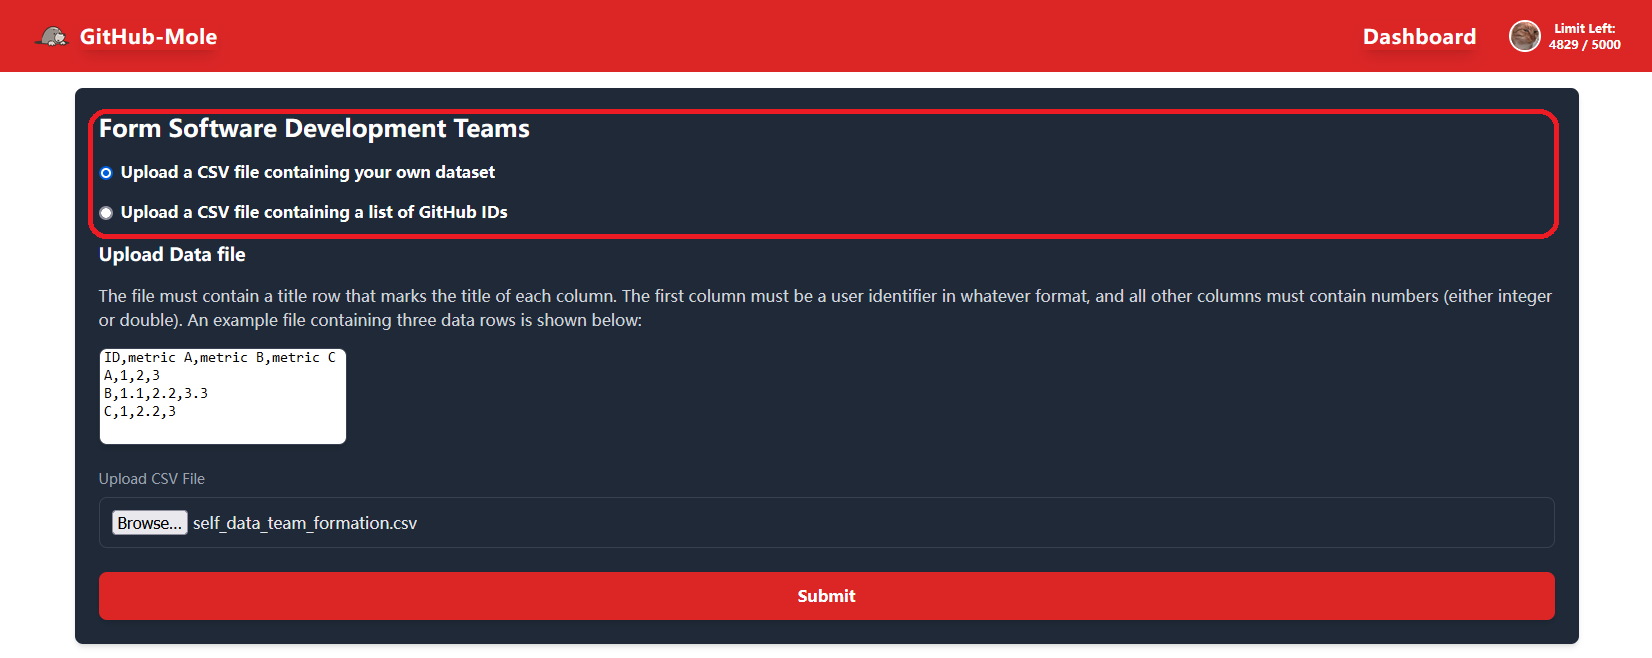 GitHub-Mole
Dashboard
Limit Left:
4829 / 5000
Form Software Development Teams
Upload a CSV file containing your own dataset
Upload a CSV file containing a list of GitHub IDs
Upload Data file
The file must contain a title row that marks the title of each column. The first column must be a user identifier in whatever format, and all other columns must contain numbers (either integer
or double). An example file containing three data rows is shown below:
ID,metric A,metric B,metric C
A,1,2,3
B,1.1,2.2,3.3
C,1,2.2,3
Upload CSV File
Browse... self_data_team_formation.csv
Submit